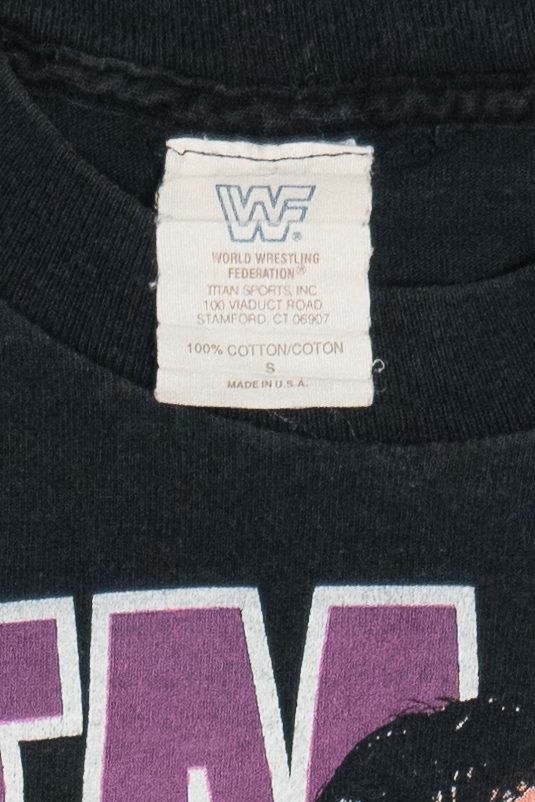 WF®
WORLD WRESTLING
FEDERATION®
TITAN SPORTS, INC.
100 VIADUCT ROAD
STAMFORD, CT 06907
100% COTTON/COTON
S
MADE IN U.S.A.